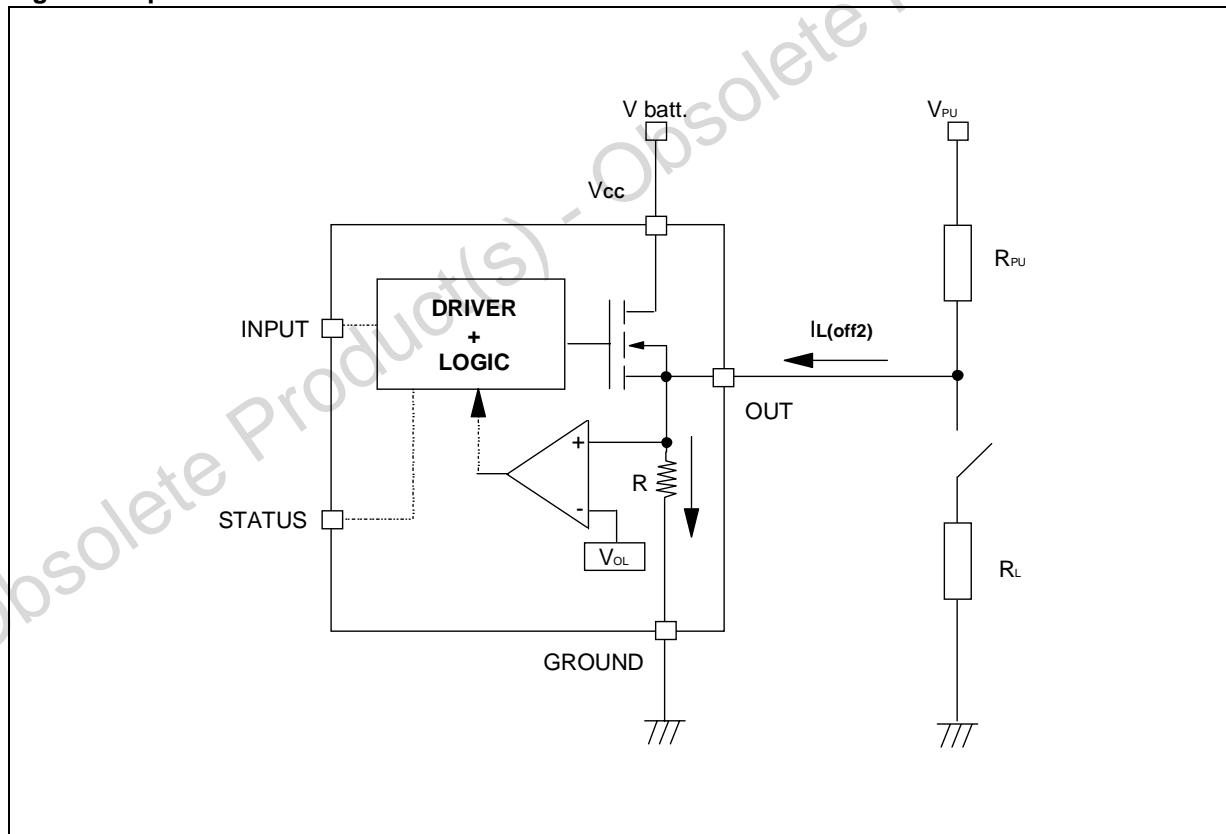 V batt.
VPU
Vcc
RPU
DRIVER
+
LOGIC
INPUT
IL(off2)
OUT
+
R
-
STATUS
VOL
RL
GROUND
Obsolete Product(s) - Obsolete